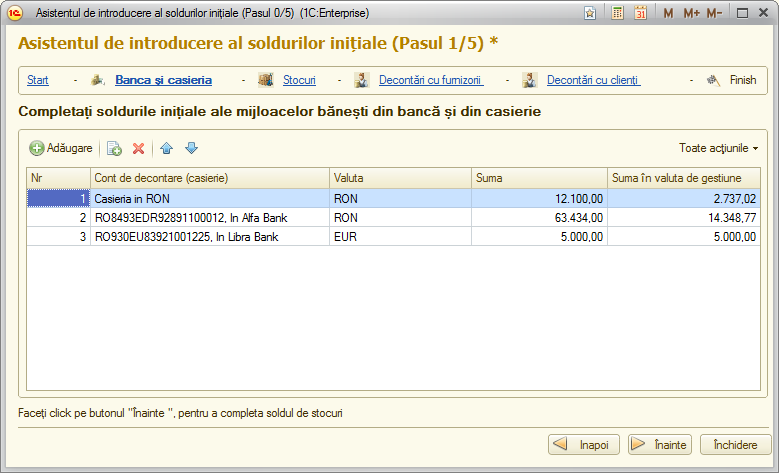 Asistentul de introducere al soldurilor inițiale (Pasul 0/5) (1C:Enterprise)
31 M M+ M-
Asistentul de introducere al soldurilor inițiale (Pasul 1/5) *
Start - Banca și casieria - Stocuri - Decontări cu furnizorii - Decontări cu clienți - Finish
Completați soldurile inițiale ale mijloacelor bănești din bancă și din casierie
Adăugare Toate acțiunile
Nr Cont de decontare (casierie) Valuta Suma Suma în valuta de gestiune
1 Casieria in RON RON 12.100,00 2.737,02
2 RO8493EDR92891100012, In Alfa Bank RON 63.434,00 14.348,77
3 RO930EU83921001225, In Libra Bank EUR 5.000,00 5.000,00
Faceți click pe butonul "Înainte ", pentru a completa soldul de stocuri
Inapoi Înainte Închidere